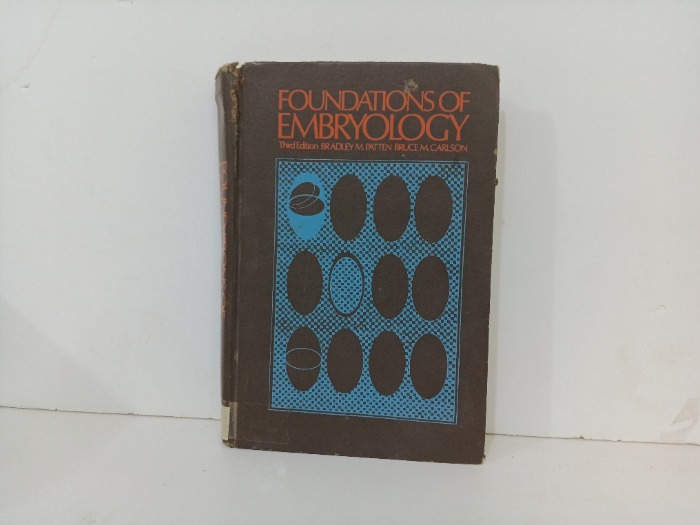 FOUNDATIONS OF
EMBRYOLOGY
Third Edition BRADLEY M. PATTEN BRUCE M. CARLSON